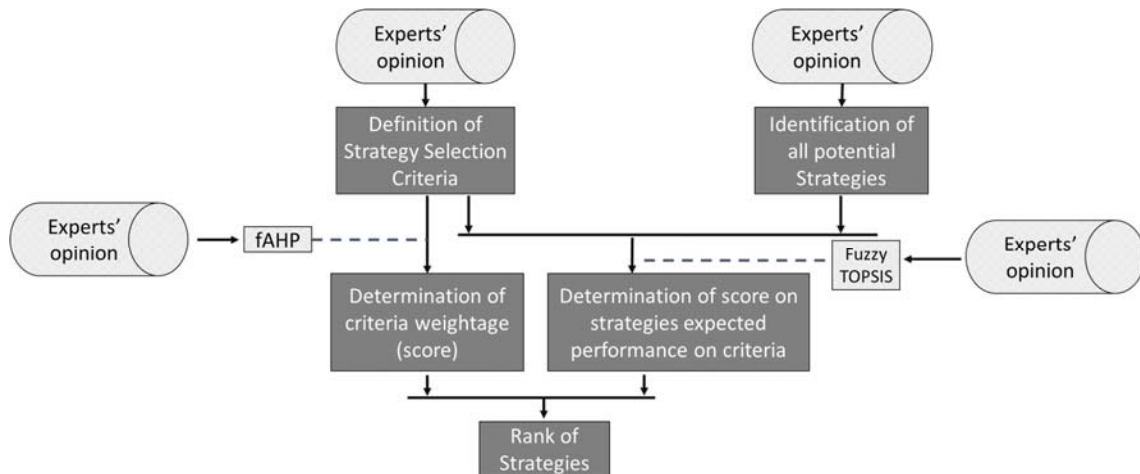 Experts'
opinion
Experts'
opinion
Definition of
Strategy Selection
Criteria
Identification of
all potential
Strategies
Experts'
opinion
fAHP
Fuzzy
TOPSIS
Experts'
opinion
Determination of
criteria weightage
(score)
Determination of score on
strategies expected
performance on criteria
Rank of
Strategies